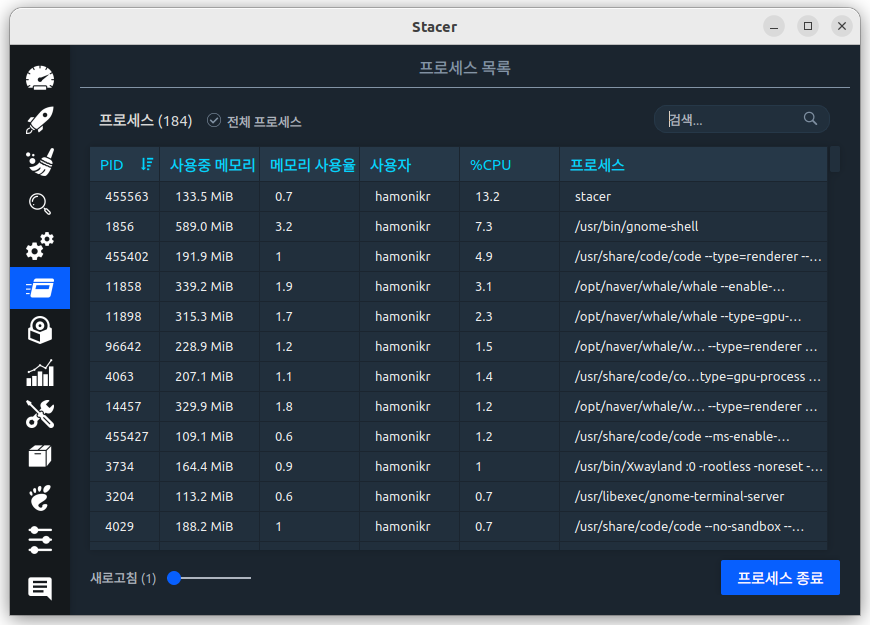 Stacer
프로세스 목록
프로세스 (184) 전체 프로세스 검색...
PID 사용중 메모리 메모리 사용율 사용자 %CPU 프로세스
455563 133.5 MiB 0.7 hamonikr 13.2 stacer
1856 589.0 MiB 3.2 hamonikr 7.3 /usr/bin/gnome-shell
455402 191.9 MiB 1 hamonikr 4.9 /usr/share/code/code --type=renderer --...
11858 339.2 MiB 1.9 hamonikr 3.1 /opt/naver/whale/whale --enable-...
11898 315.3 MiB 1.7 hamonikr 2.3 /opt/naver/whale/whale --type=gpu-...
96642 228.9 MiB 1.2 hamonikr 1.5 /opt/naver/whale/w... --type=renderer ...
4063 207.1 MiB 1.1 hamonikr 1.4 /usr/share/code/co...type=gpu-process ...
14457 329.9 MiB 1.8 hamonikr 1.2 /opt/naver/whale/w... --type=renderer ...
455427 109.1 MiB 0.6 hamonikr 1.2 /usr/share/code/code --ms-enable-...
3734 164.4 MiB 0.9 hamonikr 1 /usr/bin/Xwayland :0 -rootless -noreset -...
3204 113.2 MiB 0.6 hamonikr 0.7 /usr/libexec/gnome-terminal-server
4029 188.2 MiB 1 hamonikr 0.7 /usr/share/code/code --no-sandbox --...
새로고침 (1) 프로세스 종료